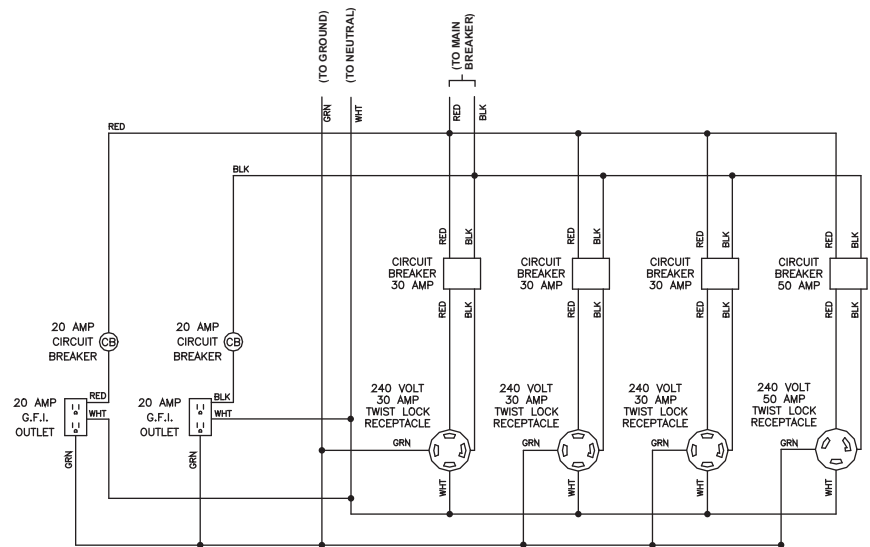 (TO GROUND)
(TO NEUTRAL)
(TO MAIN
BREAKER)
GRN
WHT
RED
BLK
RED
BLK
RED
BLK
RED
BLK
RED
BLK
RED
BLK
CIRCUIT
BREAKER
30 AMP
CIRCUIT
BREAKER
30 AMP
CIRCUIT
BREAKER
30 AMP
CIRCUIT
BREAKER
50 AMP
RED
BLK
RED
BLK
RED
BLK
RED
BLK
20 AMP
CIRCUIT
BREAKER
CB
20 AMP
CIRCUIT
BREAKER
CB
20 AMP
G.F.I.
OUTLET
RED
WHT
20 AMP
G.F.I.
OUTLET
BLK
WHT
240 VOLT
30 AMP
TWIST LOCK
RECEPTACLE
240 VOLT
30 AMP
TWIST LOCK
RECEPTACLE
240 VOLT
30 AMP
TWIST LOCK
RECEPTACLE
240 VOLT
50 AMP
TWIST LOCK
RECEPTACLE
GRN
GRN
GRN
GRN
GRN
GRN
WHT
WHT
WHT
WHT